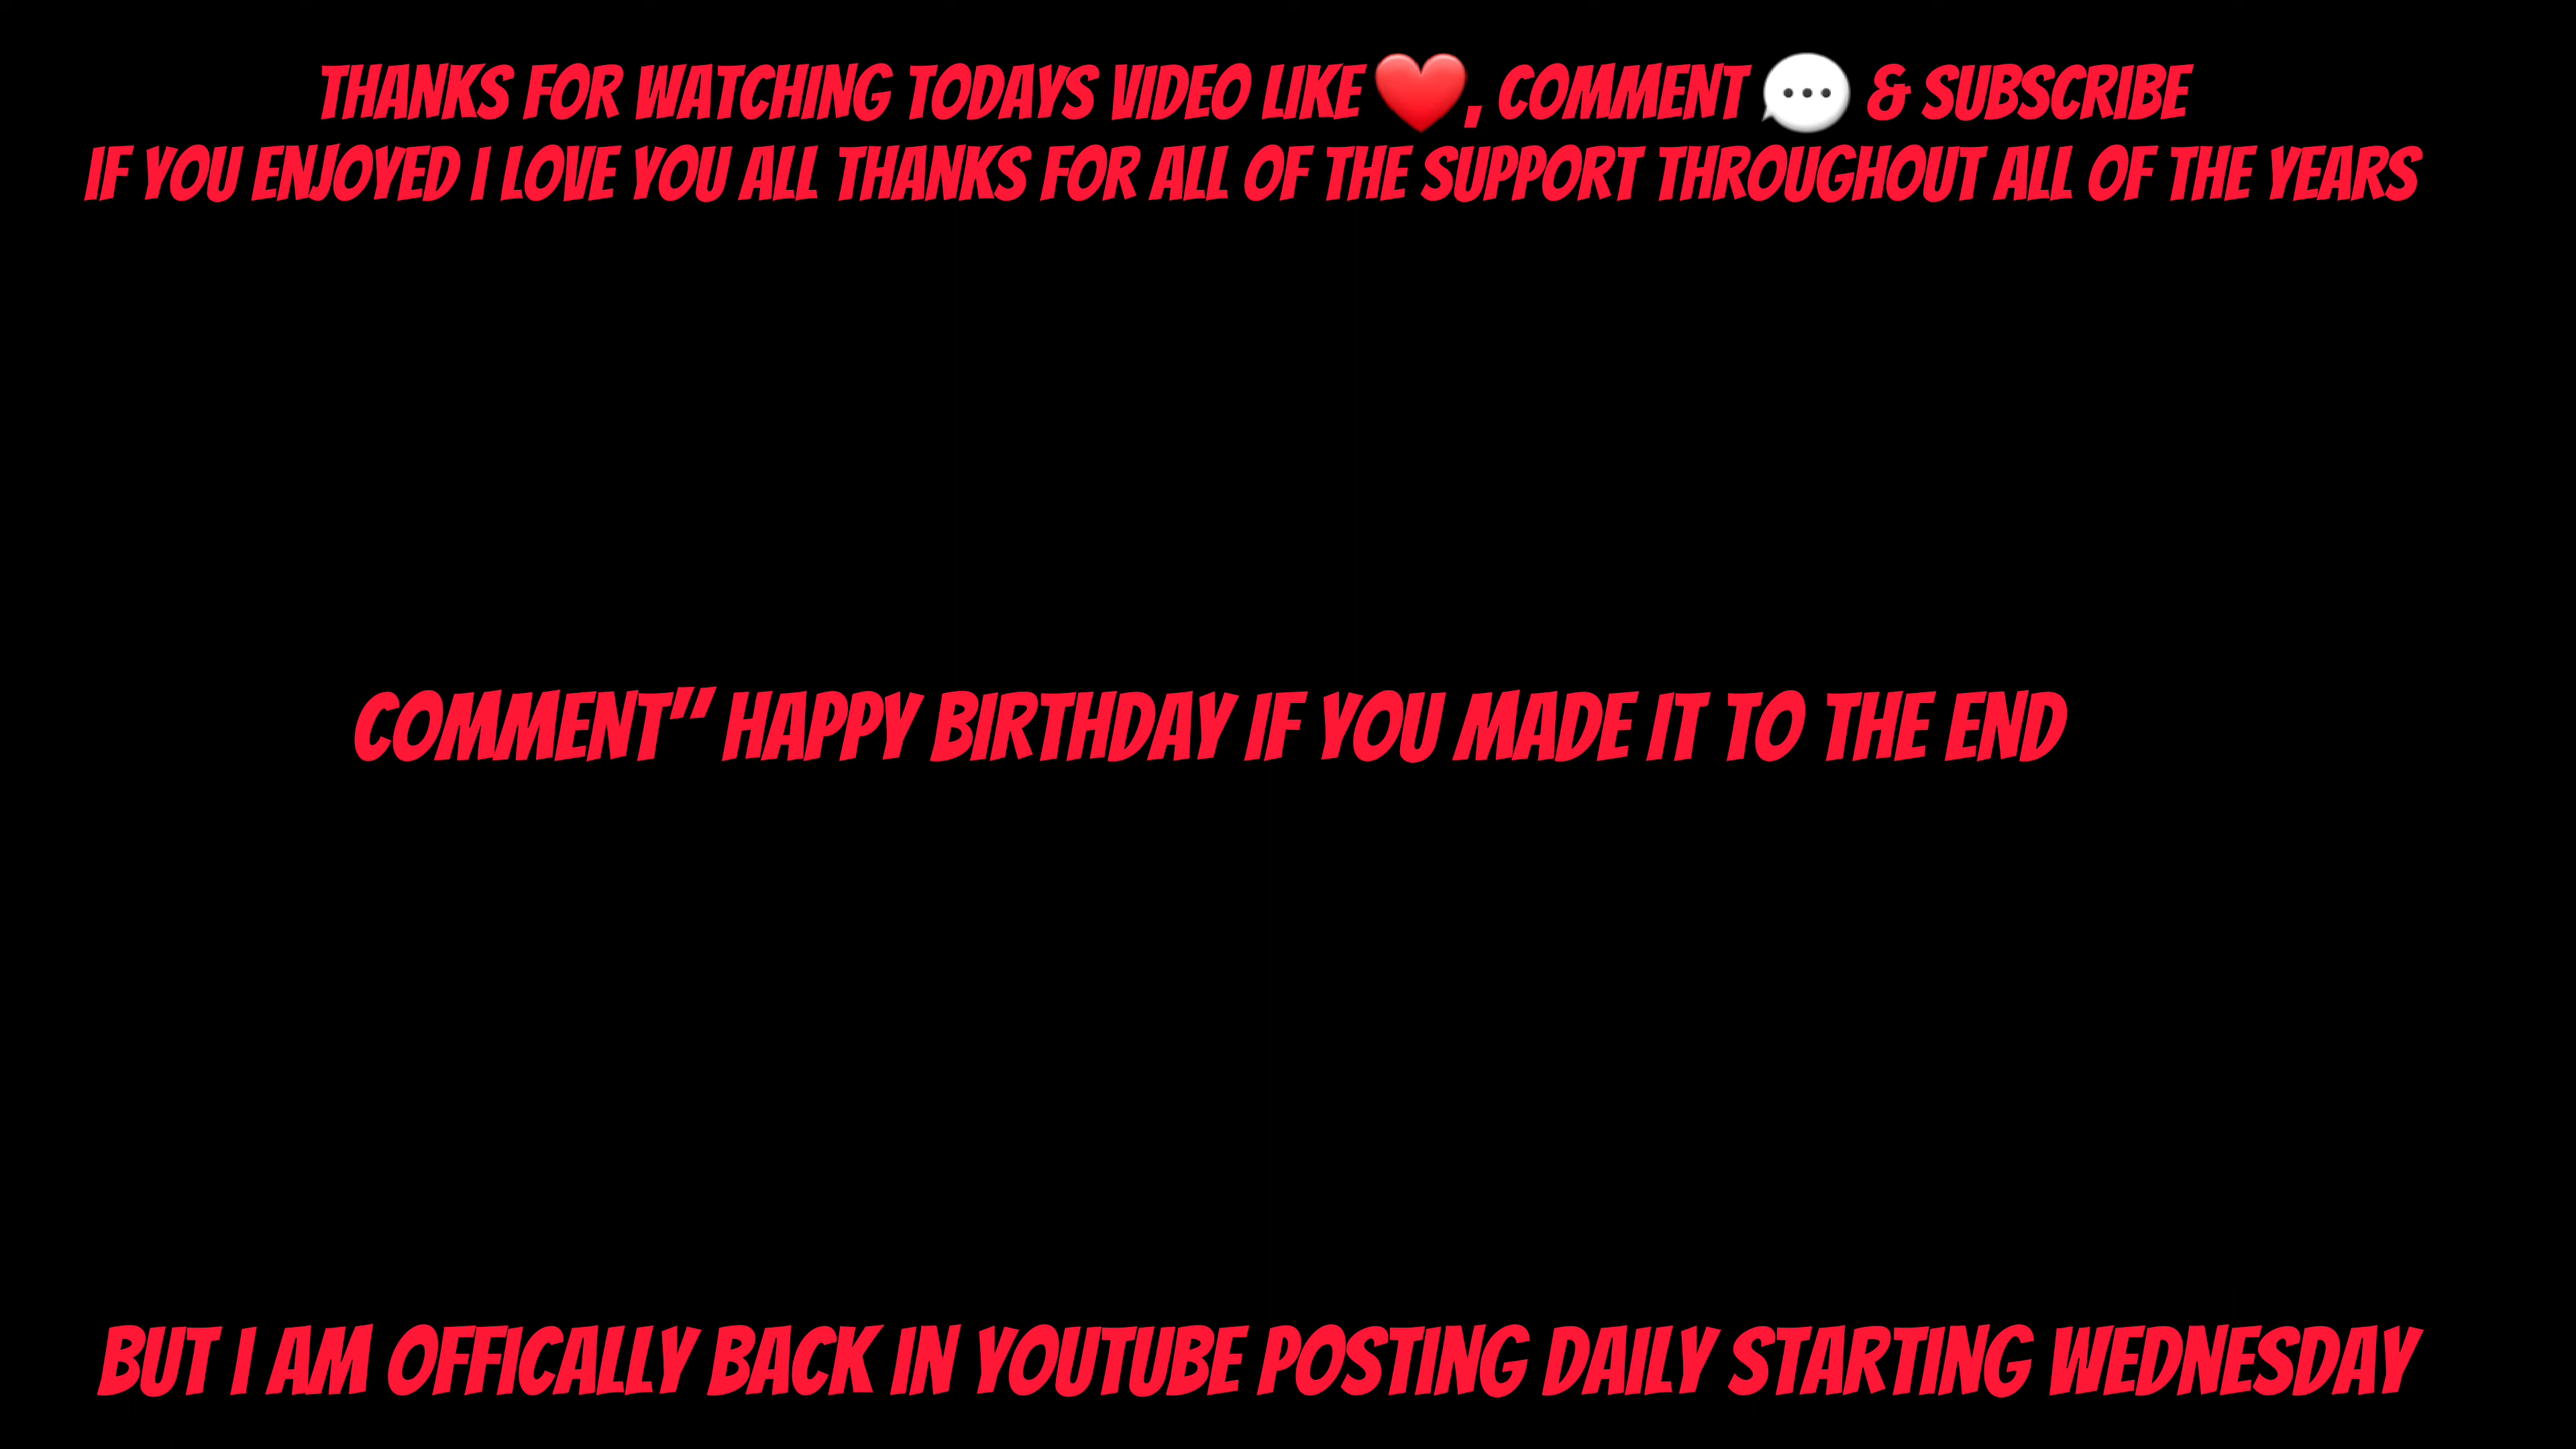 THANKS FOR WATCHING TODAYS VIDEO LIKE ❤️, COMMENT 💬 & SUBSCRIBE
IF YOU ENJOYED I LOVE YOU ALL THANKS FOR ALL OF THE SUPPORT THROUGHOUT ALL OF THE YEARS
COMMENT" HAPPY BIRTHDAY IF YOU MADE IT TO THE END
BUT I AM OFFICALLY BACK IN YOUTUBE POSTING DAILY STARTING WEDNESDAY